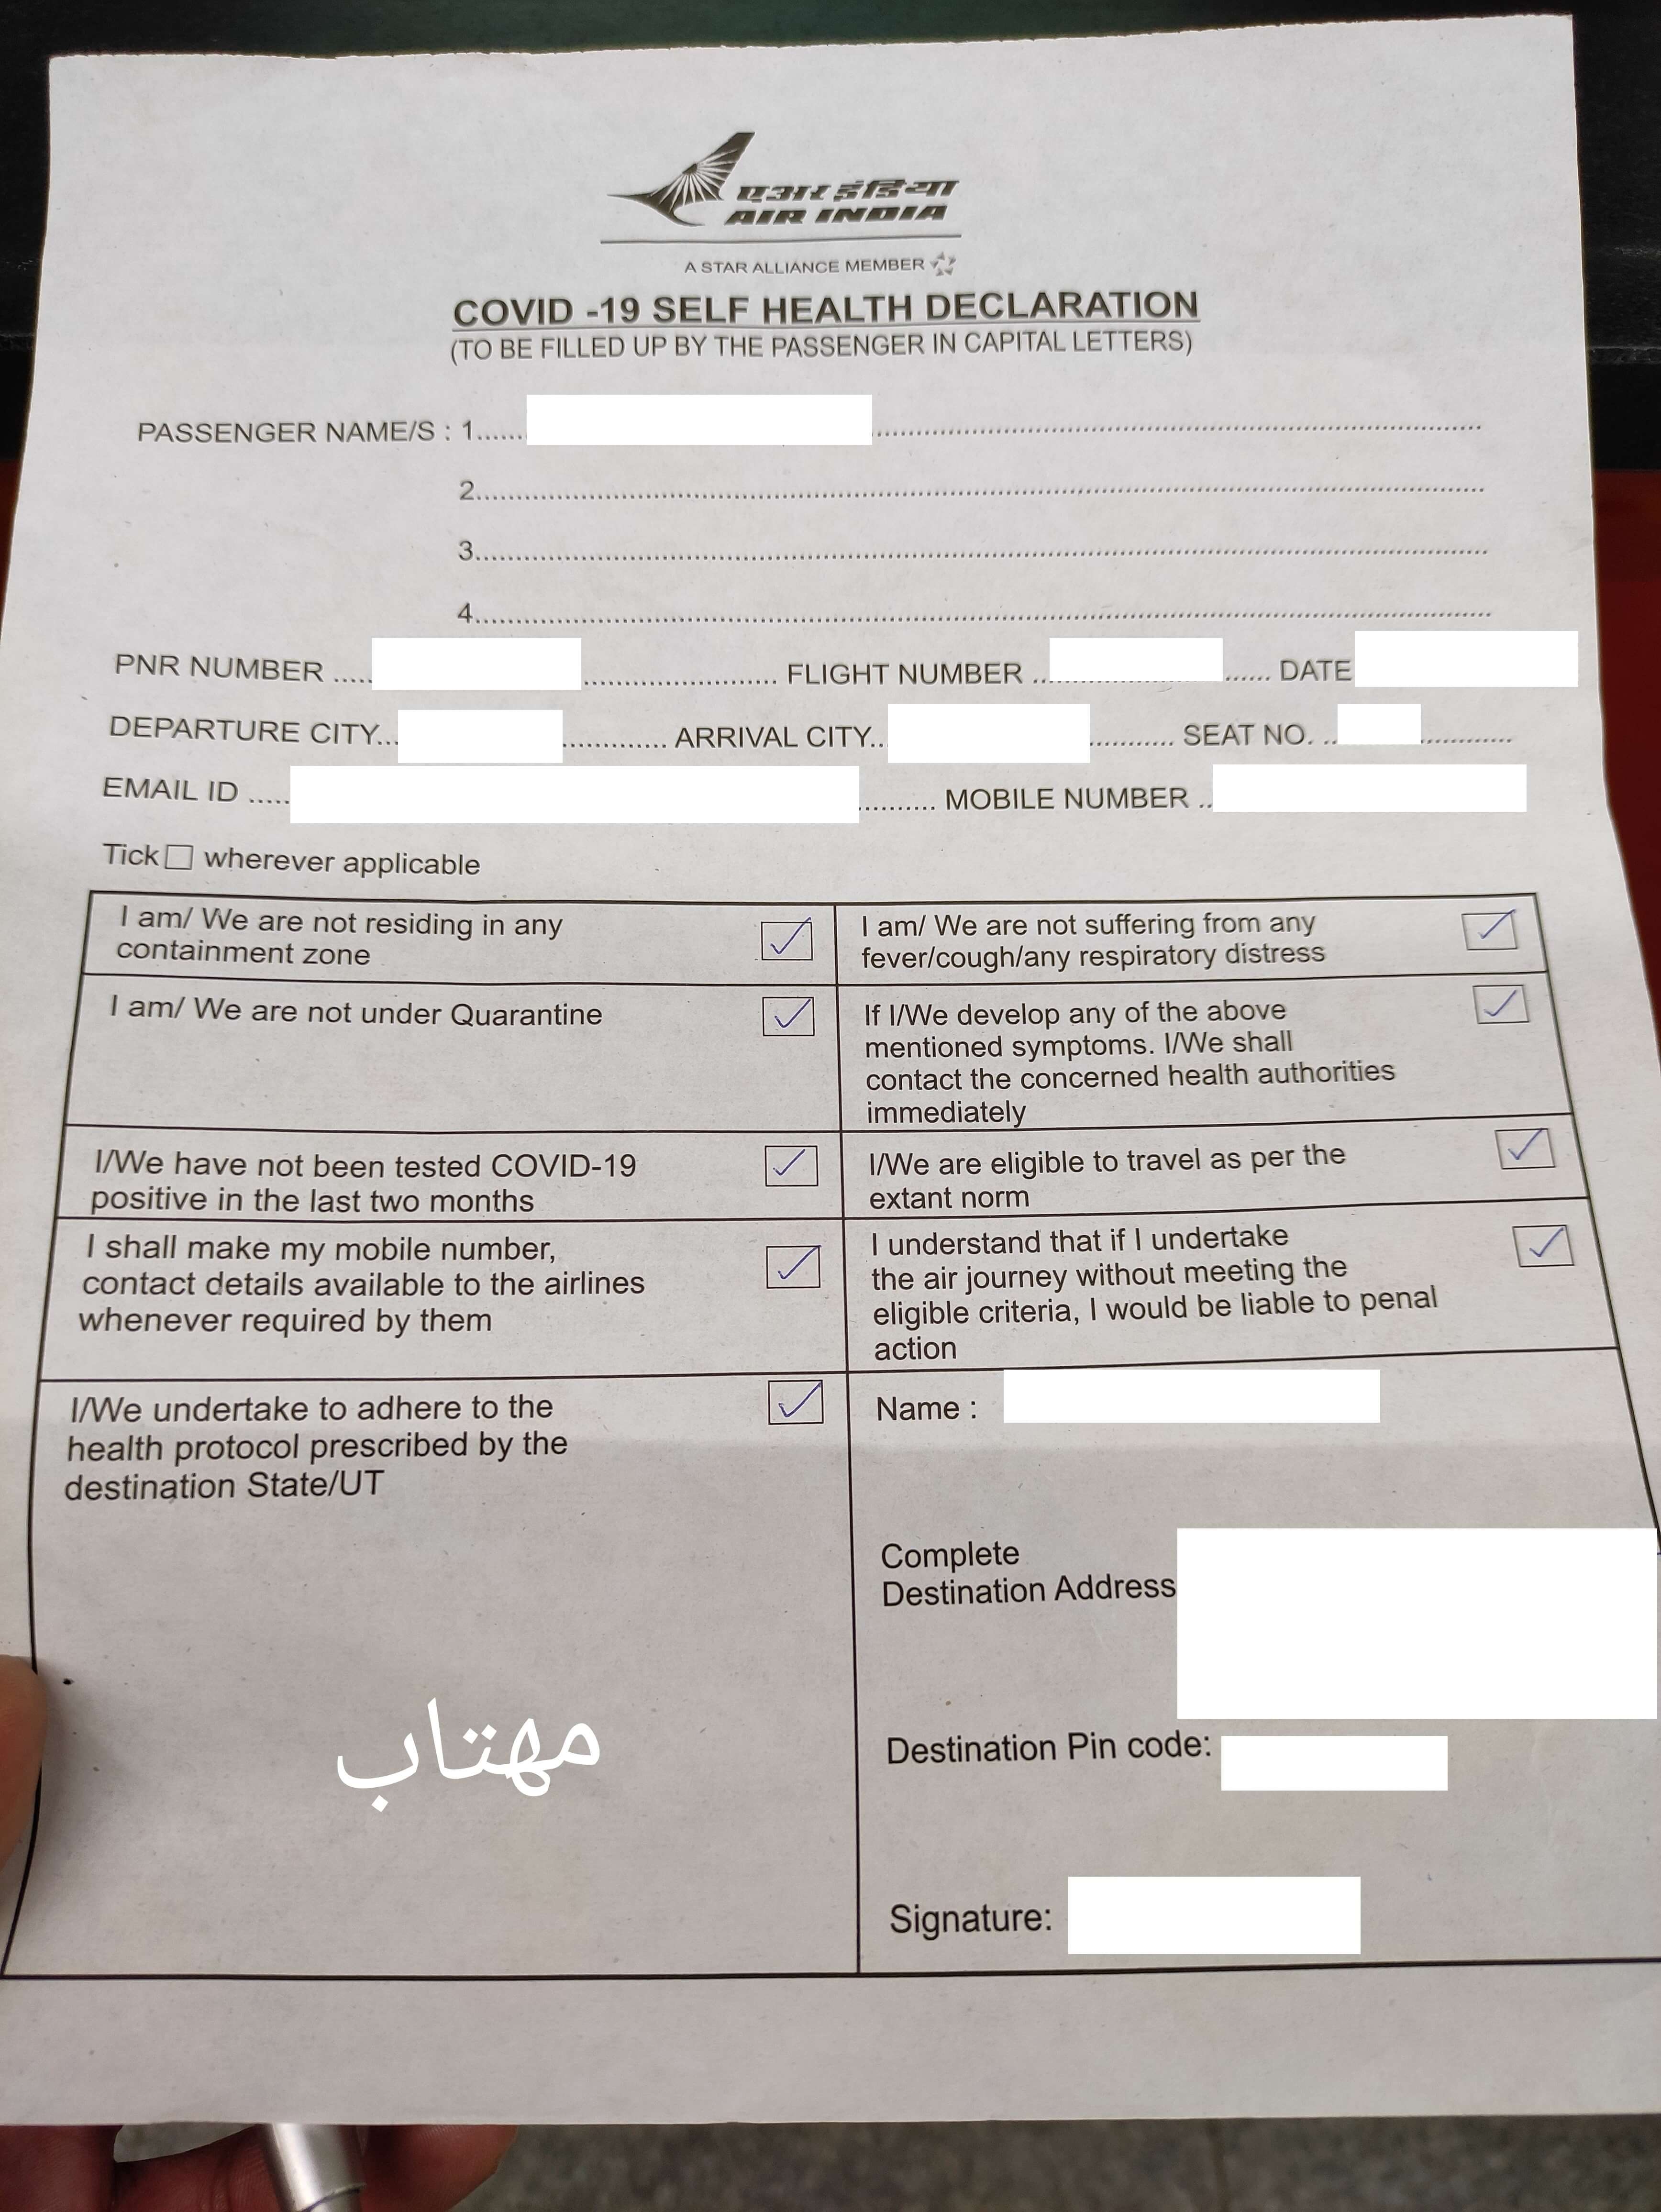 एअर इंडिया
AIR INDIA
A STAR ALLIANCE MEMBER
COVID -19 SELF HEALTH DECLARATION
(TO BE FILLED UP BY THE PASSENGER IN CAPITAL LETTERS)
PASSENGER NAME/S : 1
2
3
4
PNR NUMBER FLIGHT NUMBER DATE
DEPARTURE CITY ARRIVAL CITY SEAT NO.
EMAIL ID MOBILE NUMBER
Tick wherever applicable
I am/ We are not residing in any
containment zone
I am/ We are not suffering from any
fever/cough/any respiratory distress
I am/ We are not under Quarantine
If I/We develop any of the above
mentioned symptoms. I/We shall
contact the concerned health authorities
immediately
I/We have not been tested COVID-19
positive in the last two months
I/We are eligible to travel as per the
extant norm
I shall make my mobile number,
contact details available to the airlines
whenever required by them
I understand that if I undertake
the air journey without meeting the
eligible criteria, I would be liable to penal
action
I/We undertake to adhere to the
health protocol prescribed by the
destination State/UT
Name :
Complete
Destination Address
Destination Pin code:
Signature:
مهتاب